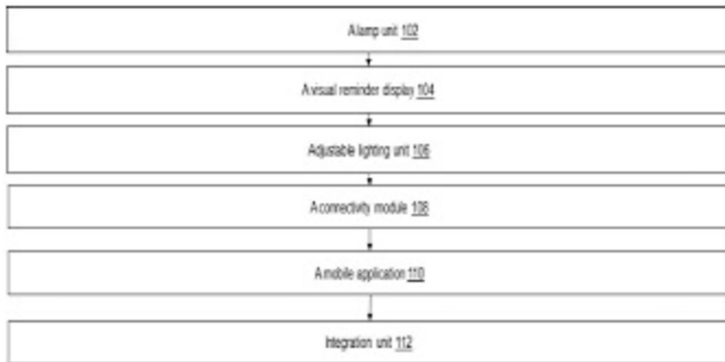 A lamp unit 102
A visual reminder display 104
Adjustable lighting unit 106
A connectivity module 108
A mobile application 110
Integration unit 112